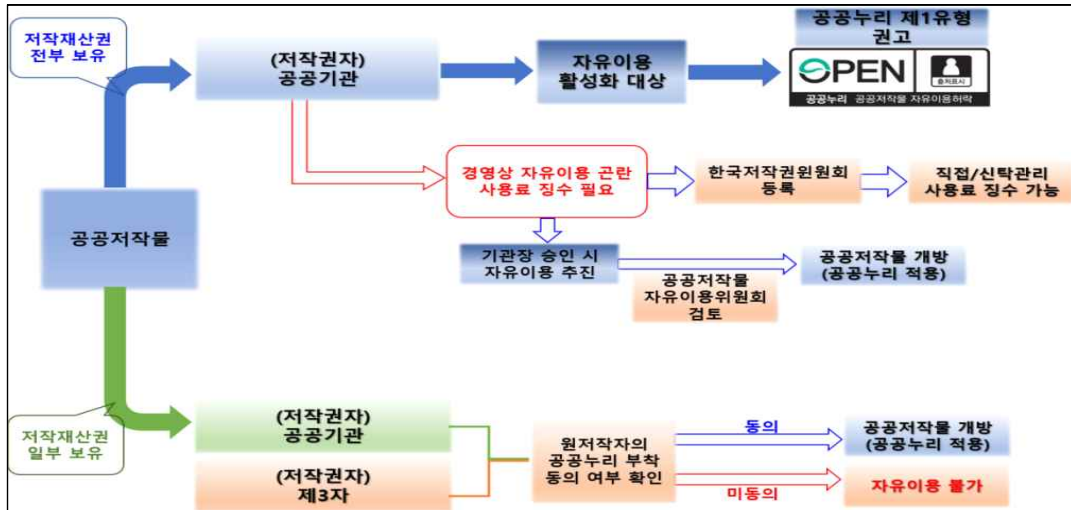 저작재산권
전부 보유
(저작권자)
공공기관
자유이용
활성화 대상
공공누리 제1유형
권고
OPEN
출처표시
공공누리 공공저작물 자유이용허락
경영상 자유이용 곤란
사용료 징수 필요
한국저작권위원회
등록
직접/신탁관리
사용료 징수 가능
공공저작물
기관장 승인 시
자유이용 추진
공공저작물
자유이용위원회
검토
공공저작물 개방
(공공누리 적용)
저작재산권
일부 보유
(저작권자)
공공기관
(저작권자)
제3자
원저작자의
공공누리 부착
동의 여부 확인
동의
공공저작물 개방
(공공누리 적용)
미동의
자유이용 불가